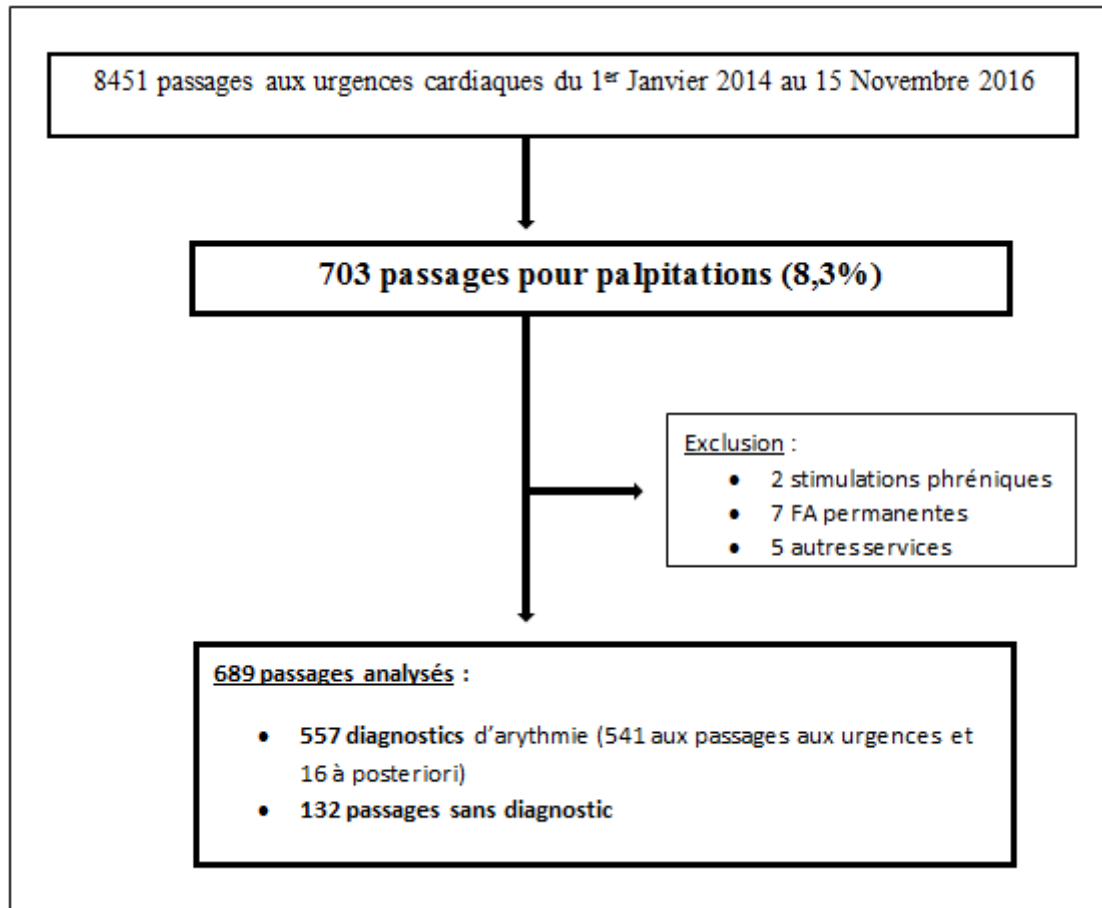 8451 passages aux urgences cardiaques du 1er Janvier 2014 au 15 Novembre 2016
703 passages pour palpitations (8,3%)
Exclusion :
• 2 stimulations phréniques
• 7 FA permanentes
• 5 autres services
689 passages analysés :
• 557 diagnostics d'arythmie (541 aux passages aux urgences et
16 à posteriori)
• 132 passages sans diagnostic